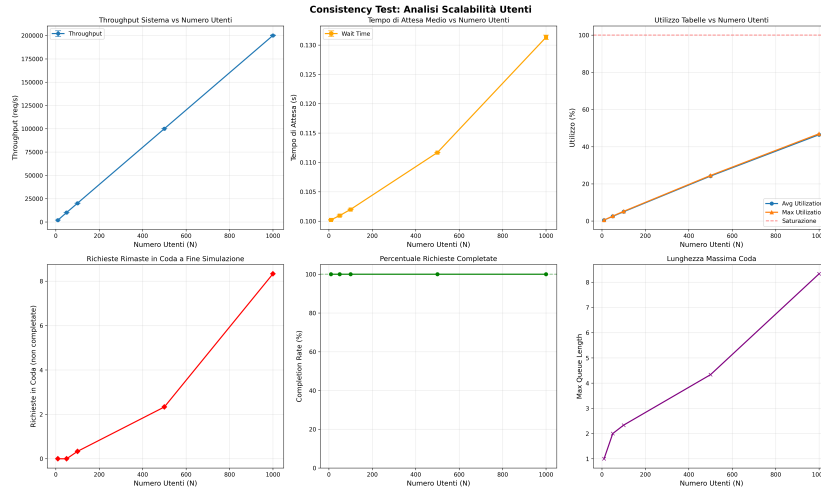 Consistency Test: Analisi Scalabilità Utenti
Throughput Sistema vs Numero Utenti
Throughput
Throughput (req/s)
200000
175000
150000
125000
100000
75000
50000
25000
0
0 200 400 600 800 1000
Numero Utenti (N)
Tempo di Attesa Medio vs Numero Utenti
Wait Time
Tempo di Attesa (s)
0.130
0.125
0.120
0.115
0.110
0.105
0.100
0 200 400 600 800 1000
Numero Utenti (N)
Utilizzo Tabelle vs Numero Utenti
Utilizzo (%)
100
80
60
40
20
0
Avg Utilization
Max Utilization
Saturazione
0 200 400 600 800 1000
Numero Utenti (N)
Richieste Rimaste in Coda a Fine Simulazione
Richieste in Coda (non completate)
8
6
4
2
0
0 200 400 600 800 1000
Numero Utenti (N)
Percentuale Richieste Completate
Completion Rate (%)
100
80
60
40
20
0
0 200 400 600 800 1000
Numero Utenti (N)
Lunghezza Massima Coda
Max Queue Length
8
7
6
5
4
3
2
1
0 200 400 600 800 1000
Numero Utenti (N)